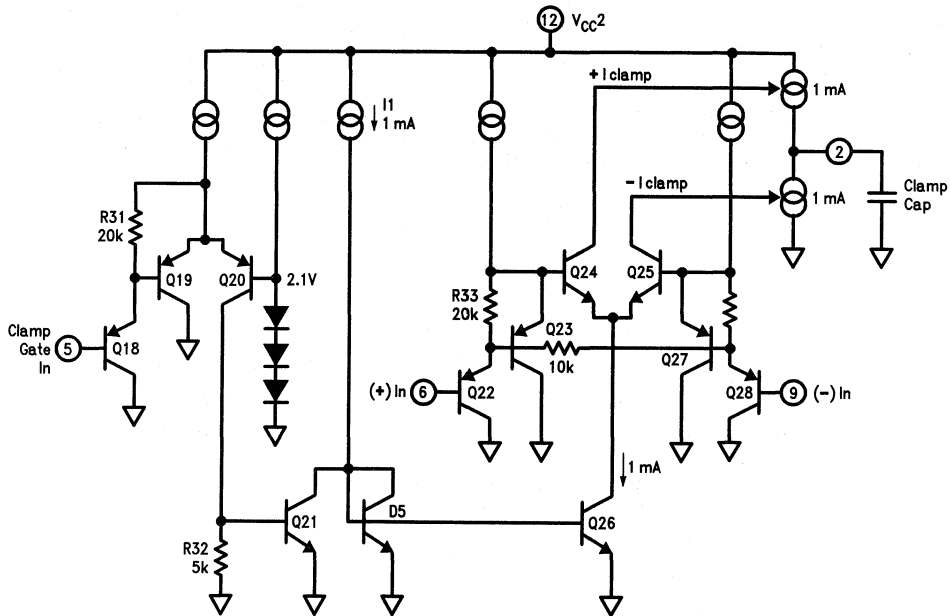 12 VCC2
+I clamp
I1
1 mA
1 mA
2
-I clamp
1 mA
Clamp
Cap
R31
20k
Q19
Q20
2.1V
Q24
Q25
R33
20k
Q23
10k
Q27
Clamp
Gate
In
5
Q18
(+) In 6
Q22
Q28
9 (-) In
1 mA
Q21
D5
Q26
R32
5k